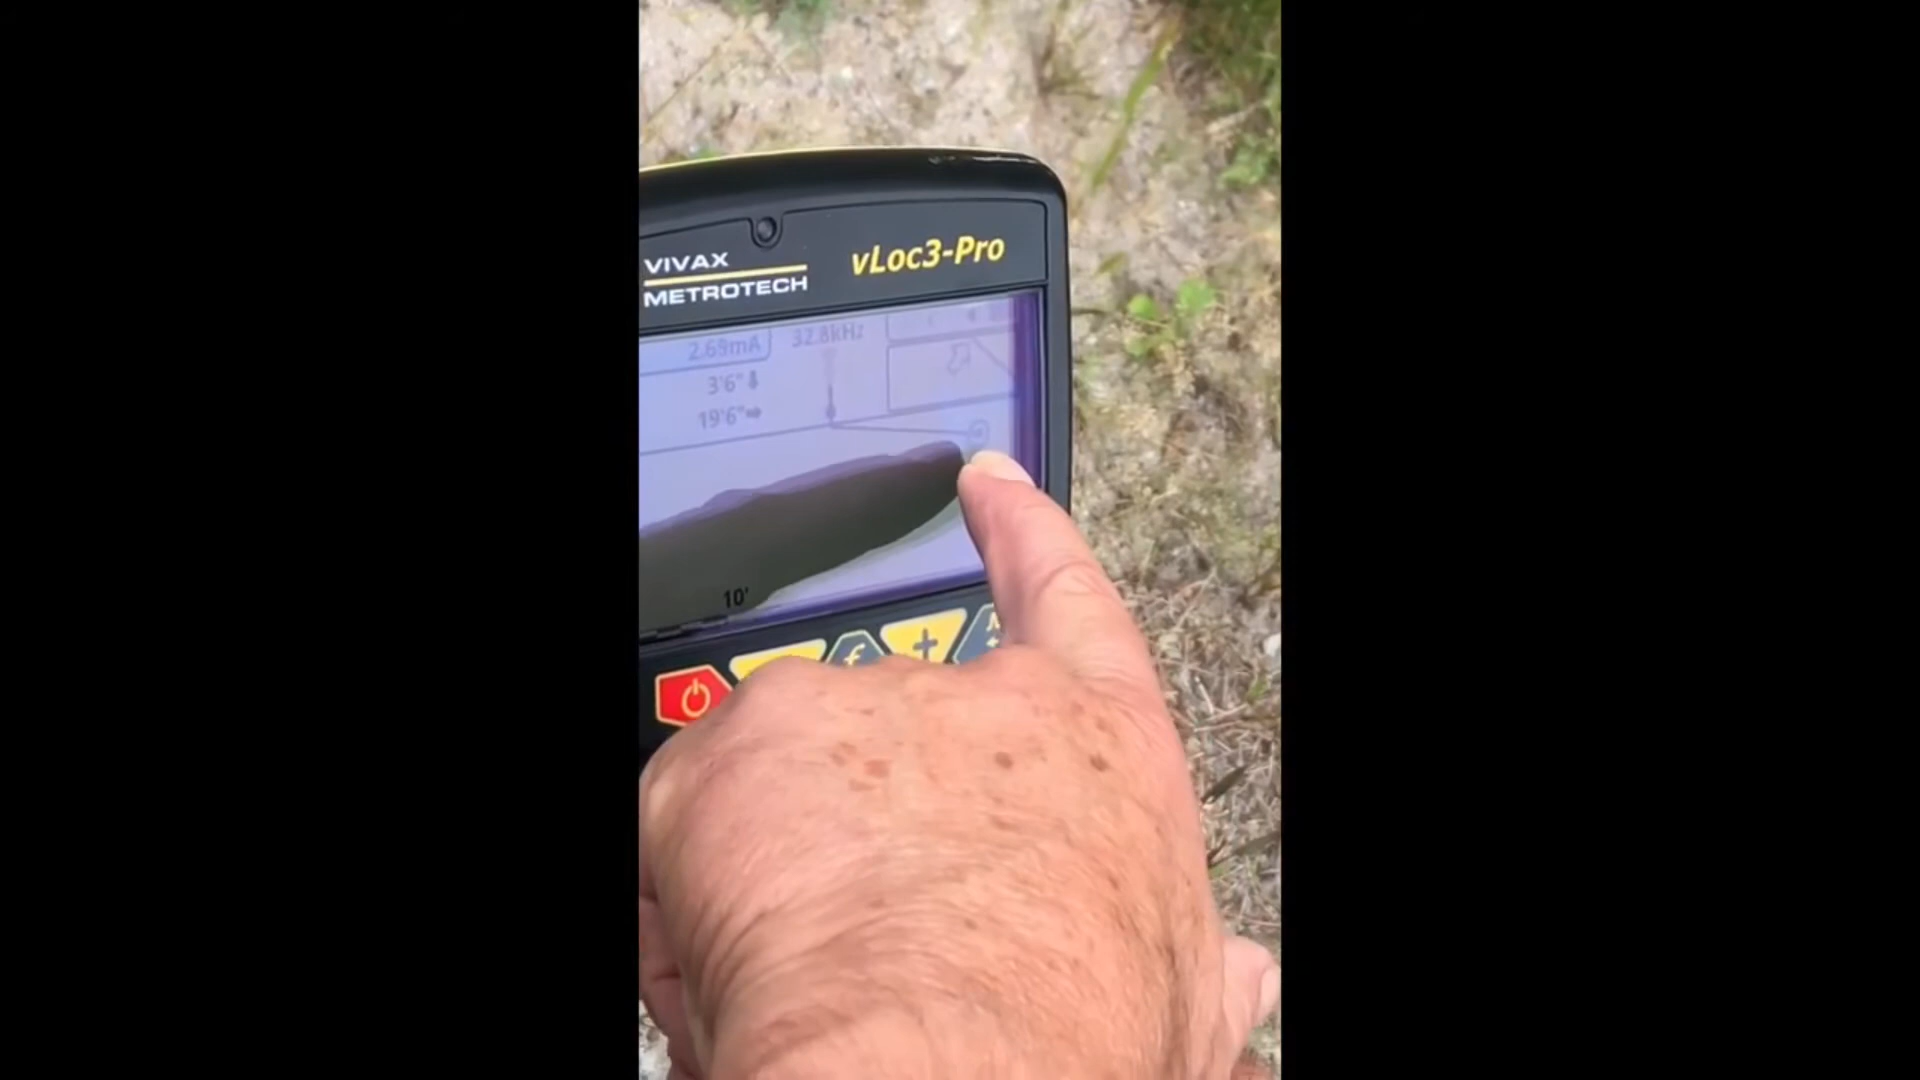 VIVAX
METROTECH
vLoc3-Pro
2.69mA
32.8kHz
3'6"
19'6"
10'
f
+